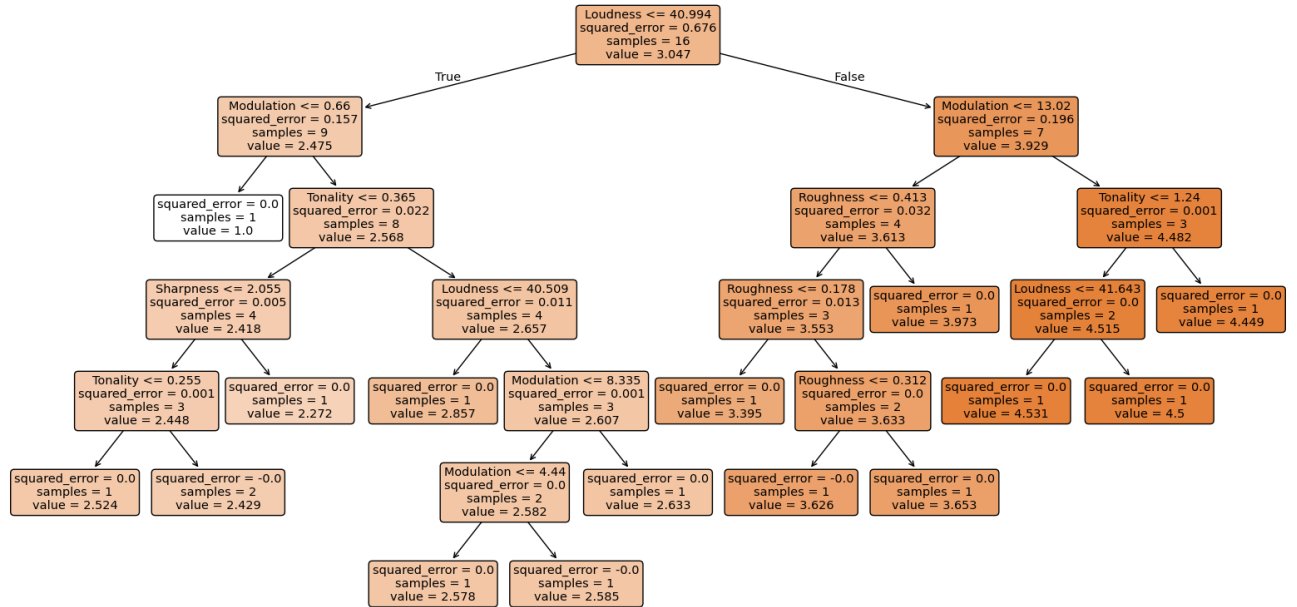 Loudness <= 40.994
squared_error = 0.676
samples = 16
value = 3.047
True
False
Modulation <= 0.66
squared_error = 0.157
samples = 9
value = 2.475
Modulation <= 13.02
squared_error = 0.196
samples = 7
value = 3.929
squared_error = 0.0
samples = 1
value = 1.0
Tonality <= 0.365
squared_error = 0.022
samples = 8
value = 2.568
Roughness <= 0.413
squared_error = 0.032
samples = 4
value = 3.613
Tonality <= 1.24
squared_error = 0.001
samples = 3
value = 4.482
Sharpness <= 2.055
squared_error = 0.005
samples = 4
value = 2.418
Loudness <= 40.509
squared_error = 0.011
samples = 4
value = 2.657
Roughness <= 0.178
squared_error = 0.013
samples = 3
value = 3.553
squared_error = 0.0
samples = 1
value = 3.973
Loudness <= 41.643
squared_error = 0.0
samples = 2
value = 4.515
squared_error = 0.0
samples = 1
value = 4.449
Tonality <= 0.255
squared_error = 0.001
samples = 3
value = 2.448
squared_error = 0.0
samples = 1
value = 2.272
squared_error = 0.0
samples = 1
value = 2.857
Modulation <= 8.335
squared_error = 0.001
samples = 3
value = 2.607
squared_error = 0.0
samples = 1
value = 3.395
Roughness <= 0.312
squared_error = 0.0
samples = 2
value = 3.633
squared_error = 0.0
samples = 1
value = 4.531
squared_error = 0.0
samples = 1
value = 4.5
squared_error = 0.0
samples = 1
value = 2.524
squared_error = -0.0
samples = 2
value = 2.429
Modulation <= 4.44
squared_error = 0.0
samples = 2
value = 2.582
squared_error = 0.0
samples = 1
value = 2.633
squared_error = -0.0
samples = 1
value = 3.626
squared_error = 0.0
samples = 1
value = 3.653
squared_error = 0.0
samples = 1
value = 2.578
squared_error = -0.0
samples = 1
value = 2.585